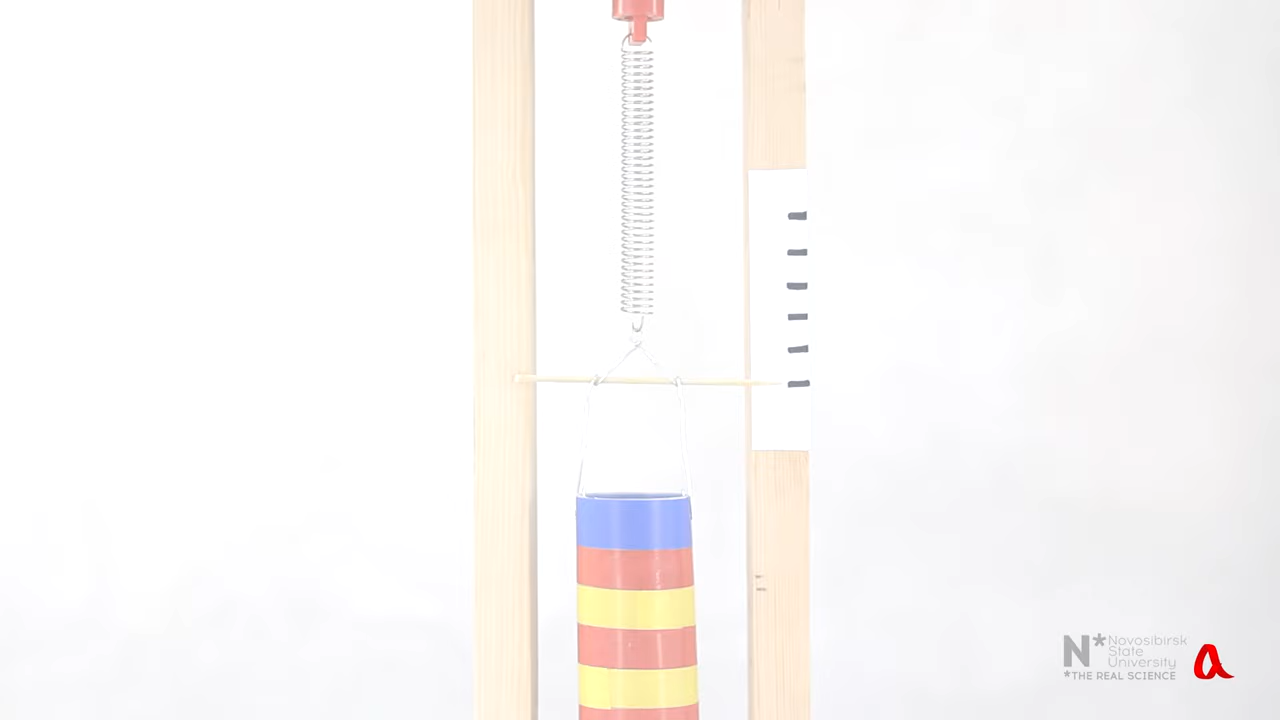 N*
Novosibirsk
State
University
*THE REAL SCIENCE
a